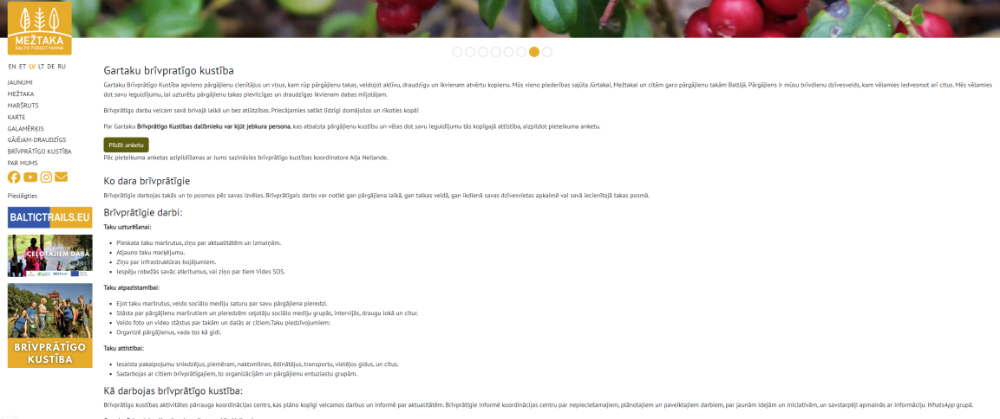 MEŽTAKA
BALTIC FOREST HIKING
EN ET LV LT DE RU
JAUNUMI
MEŽTAKA
MARŠRUTS
KARTE
GALAMĒRĶIS
GĀJĒJAM-DRAUDZĪGS
BRĪVPRĀTĪGO KUSTĪBA
PAR MUMS
Pieslēgties
BALTICTRAILS.EU
CEĻOTĀJIEM DABĀ
BRĪVPRĀTĪGO
KUSTĪBA
Gartaku brīvprātīgo kustība
Gartaku Brīvprātīgo Kustība apvieno pārgājienu cienītājus un visus, kam rūp pārgājienu takas, veidojot aktīvu, draudzīgu un ikvienam atvērtu kopienu. Mūs vieno piederības sajūta Jūrtakai, Mežtakai un citām garo pārgājienu takām Baltijā. Pārgājiens ir mūsu brīvdienu dzīvesveids, kam vēlamies iedvesmot arī citus. Mēs vēlamies
dot savu ieguldījumu, lai uzturētu pārgājienu takas pievilcīgas un draudzīgas ikvienam dabas mīļotājam.
Brīvprātīgo darbu veicam savā brīvajā laikā un bez atlīdzības. Priecājamies satikt līdzīgi domājošos un rīkoties kopā!
Par Gartaku Brīvprātīgo Kustības dalībnieku var kļūt jebkura persona, kas atbalsta pārgājienu kustību un vēlas dot savu ieguldījumu tās kopīgajā attīstībā, aizpildot pieteikuma anketu.
Pildīt anketu
Pēc pieteikuma anketas azipildīšanas ar Jums sazināsies brīvprātīgo kustības koordinatore Aija Neilande.
Ko dara brīvprātīgie
Brīvprātīgie darbojas takās un to posmos pēc savas izvēles. Brīvprātīgais darbs var notikt gan pārgājiena laikā, gan talkas veidā, gan ikdienā savas dzīvesvietas apkaimē vai savā iecienītajā takas posmā.
Brīvprātīgie darbi:
Taku uzturēšanai:
Pieskata taku maršrutus, ziņo par aktualitātēm un izmaiņām.
Atjauno taku marķējumu.
Ziņo par infrastruktūras bojājumiem.
Iespēju robežās savāc atkritumus, vai ziņo par tiem Vides SOS.
Taku atpazīstamībai:
Ejot taku maršrutus, veido sociālo mediju saturu par savu pārgājiena pieredzi.
Stāsta par pārgājienu maršrutiem un pieredzēm ceļotāju sociālo mediju grupās, intervijās, draugu lokā un citur.
Veido foto un video stāstus par takām un dalās ar citiem.Taku piedzīvojumiem:
Organizē pārgājienus, vada tos kā gidi.
Taku attīstībai:
Iesaista pakalpojumu sniedzējus, piemēram, naktsmītnes, ēdinātājus, transportu, vietējos gidus, un citus.
Sadarbojas ar citiem brīvprātīgajiem, to organizācijām un pārgājienu entuziastu grupām.
Kā darbojas brīvprātīgo kustība:
Brīvprātīgo kustības aktivitātes pārrauga koordinācijas centrs, kas plāno kopīgi veicamos darbus un informē par aktualitātēm. Brīvprātīgie informē koordinācijas centru par nepieciešamajiem, plānotajiem un paveiktajiem darbiem, par jaunām idejām un iniciatīvām, un savstarpēji apmainās ar informāciju WhatsApp grupā.